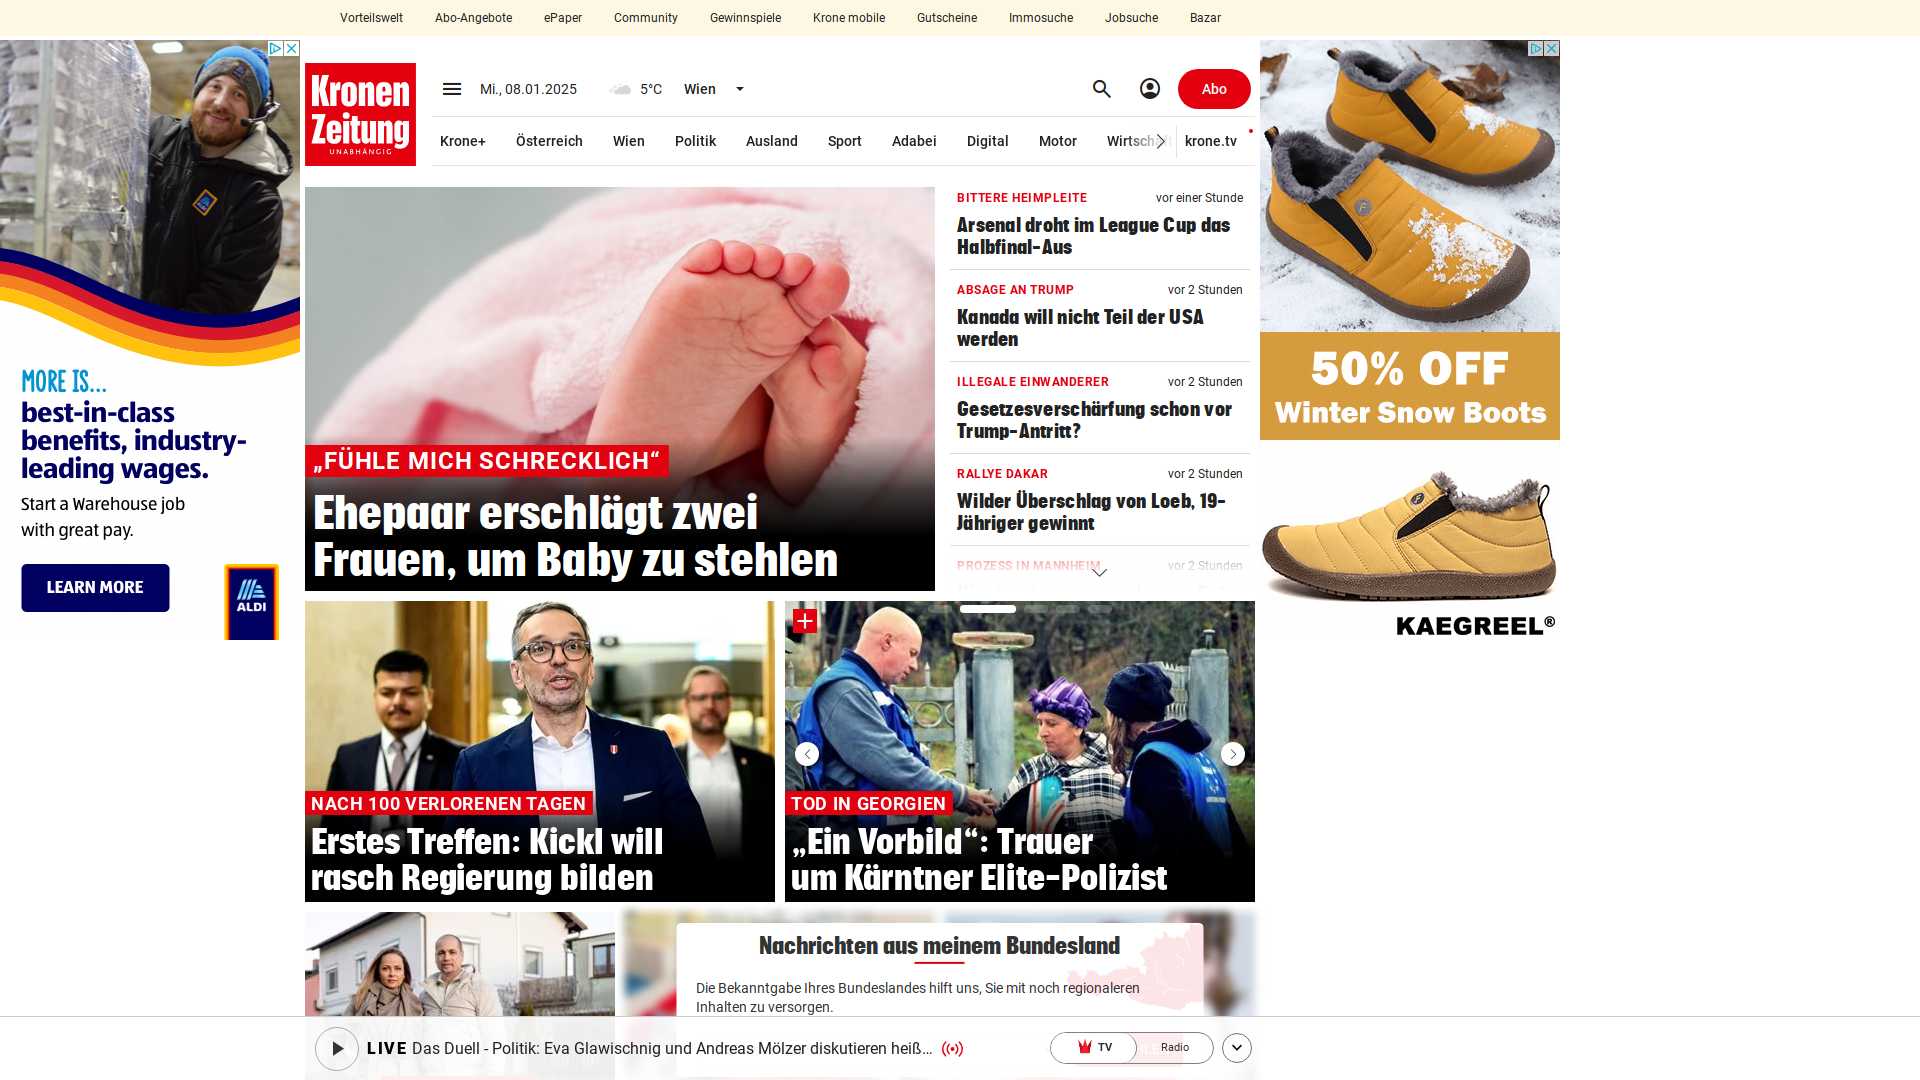 Vorteilswelt
Abo-Angebote
ePaper
Community
Gewinnspiele
Krone mobile
Gutscheine
Immosuche
Jobsuche
Bazar
Kronen
Zeitung
UNABHÄNGIG
Mi., 08.01.2025
5°C
Wien
Abo
Krone+
Österreich
Wien
Politik
Ausland
Sport
Adabei
Digital
Motor
krone.tv
MORE IS...
best-in-class
benefits, industry-
leading wages.
Start a Warehouse job
with great pay.
LEARN MORE
ALDI
„FÜHLE MICH SCHRECKLICH“
Ehepaar erschlägt zwei
Frauen, um Baby zu stehlen
BITTERE HEIMPLEITE
vor einer Stunde
Arsenal droht im League Cup das
Halbfinal-Aus
ABSAGE AN TRUMP
vor 2 Stunden
Kanada will nicht Teil der USA
werden
ILLEGALE EINWANDERER
vor 2 Stunden
Gesetzesverschärfung schon vor
Trump-Antritt?
RALLYE DAKAR
vor 2 Stunden
Wilder Überschlag von Loeb, 19-
Jähriger gewinnt
PROZESS IN MANNHEIM
vor 2 Stunden
50% OFF
Winter Snow Boots
KAEGREEL®
NACH 100 VERLORENEN TAGEN
Erstes Treffen: Kickl will
rasch Regierung bilden
TOD IN GEORGIEN
„Ein Vorbild“: Trauer
um Kärntner Elite-Polizist
Nachrichten aus meinem Bundesland
Die Bekanntgabe Ihres Bundeslandes hilft uns, Sie mit noch regionaleren
Inhalten zu versorgen.
LIVE Das Duell - Politik: Eva Glawischnig und Andreas Mölzer diskutieren heiß...
TV
Radio